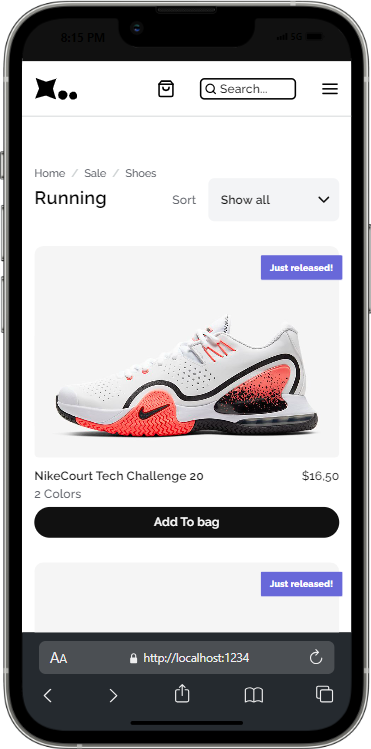 8:15 PM 5G
Search...
Home / Sale / Shoes
Running
Sort Show all
Just released!
NikeCourt Tech Challenge 20 $16,50
2 Colors
Add To bag
Just released!
AA http://localhost:1234